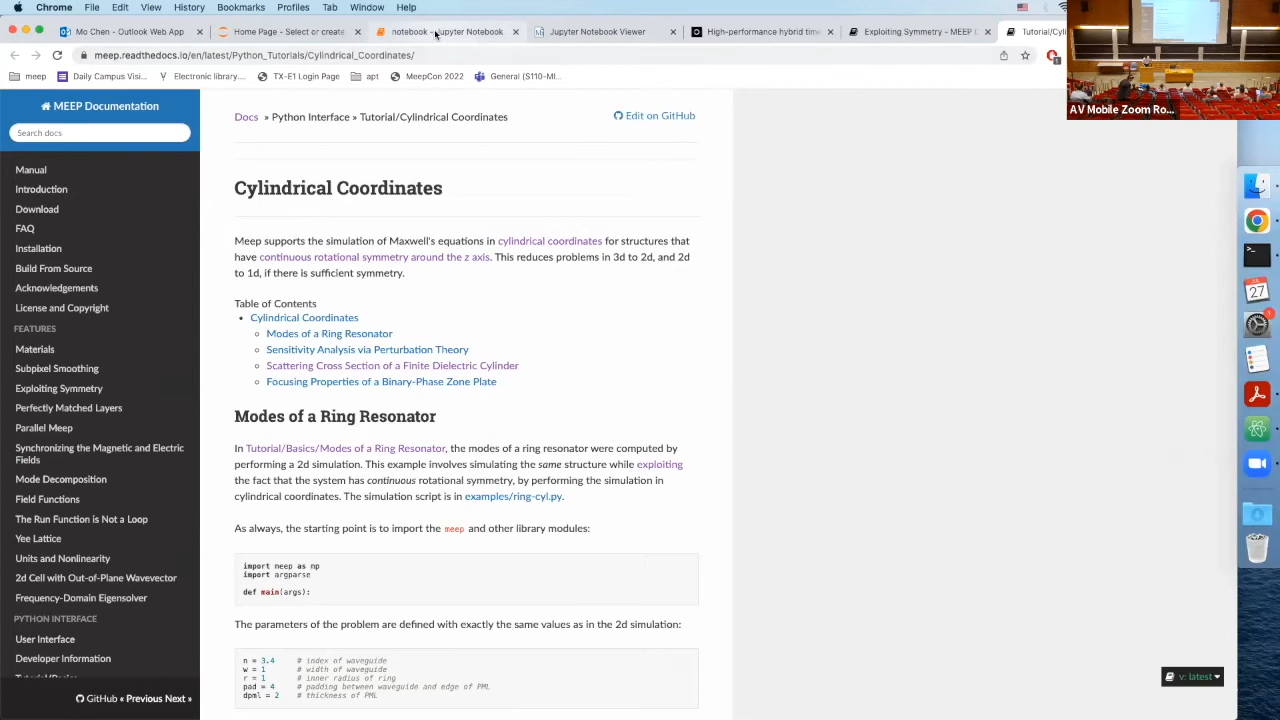 Chrome File Edit View History Bookmarks Profiles Tab Window Help
Mo Chen - Outlook Web App
Home Page - Select or create
notebook - Jupyter Notebook
Jupyter Notebook Viewer
High-performance hybrid time
Exploiting Symmetry - MEEP D
Tutorial/Cyl
meep.readthedocs.io/en/latest/Python_Tutorials/Cylindrical_Coordinates/
meep
Daily Campus Visi...
Electronic library....
TX-E1 Login Page
apt
MeepCon 2022
General (S110-MI...
AV Mobile Zoom Ro...
MEEP Documentation
Search docs
Manual
Introduction
Download
FAQ
Installation
Build From Source
Acknowledgements
License and Copyright
FEATURES
Materials
Subpixel Smoothing
Exploiting Symmetry
Perfectly Matched Layers
Parallel Meep
Synchronizing the Magnetic and Electric
Fields
Mode Decomposition
Field Functions
The Run Function is Not a Loop
Yee Lattice
Units and Nonlinearity
2d Cell with Out-of-Plane Wavevector
Frequency-Domain Eigensolver
PYTHON INTERFACE
User Interface
Developer Information
Tutorial/Basics
GitHub « Previous Next »
Docs » Python Interface » Tutorial/Cylindrical Coordinates
Edit on GitHub
Cylindrical Coordinates
Meep supports the simulation of Maxwell's equations in cylindrical coordinates for structures that
have continuous rotational symmetry around the z axis. This reduces problems in 3d to 2d, and 2d
to 1d, if there is sufficient symmetry.
Table of Contents
• Cylindrical Coordinates
◦ Modes of a Ring Resonator
◦ Sensitivity Analysis via Perturbation Theory
◦ Scattering Cross Section of a Finite Dielectric Cylinder
◦ Focusing Properties of a Binary-Phase Zone Plate
Modes of a Ring Resonator
In Tutorial/Basics/Modes of a Ring Resonator, the modes of a ring resonator were computed by
performing a 2d simulation. This example involves simulating the same structure while exploiting
the fact that the system has continuous rotational symmetry, by performing the simulation in
cylindrical coordinates. The simulation script is in examples/ring-cyl.py.
As always, the starting point is to import the meep and other library modules:
import meep as mp
import argparse
def main(args):
The parameters of the problem are defined with exactly the same values as in the 2d simulation:
n = 3.4 # index of waveguide
w = 1 # width of waveguide
r = 1 # inner radius of ring
pad = 4 # padding between waveguide and edge of PML
dpml = 2 # thickness of PML
27
v: latest